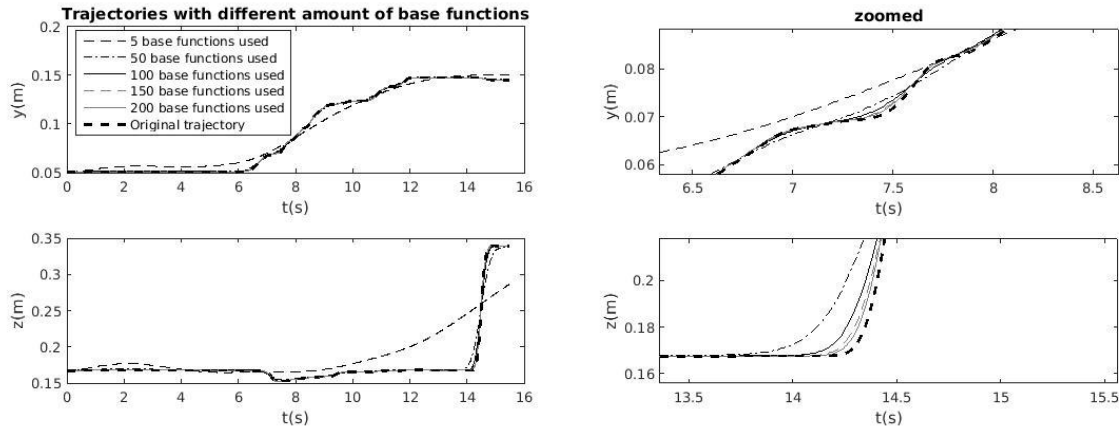 Trajectories with different amount of base functions
0.2
0.15
0.1
0.05
y(m)
5 base functions used
50 base functions used
100 base functions used
150 base functions used
200 base functions used
Original trajectory
0 2 4 6 8 10 12 14 16
t(s)
zoomed
0.08
0.07
0.06
y(m)
6.5 7 7.5 8 8.5
t(s)
0.35
0.3
0.25
0.2
0.15
z(m)
0 2 4 6 8 10 12 14 16
t(s)
0.2
0.18
0.16
z(m)
13.5 14 14.5 15 15.5
t(s)